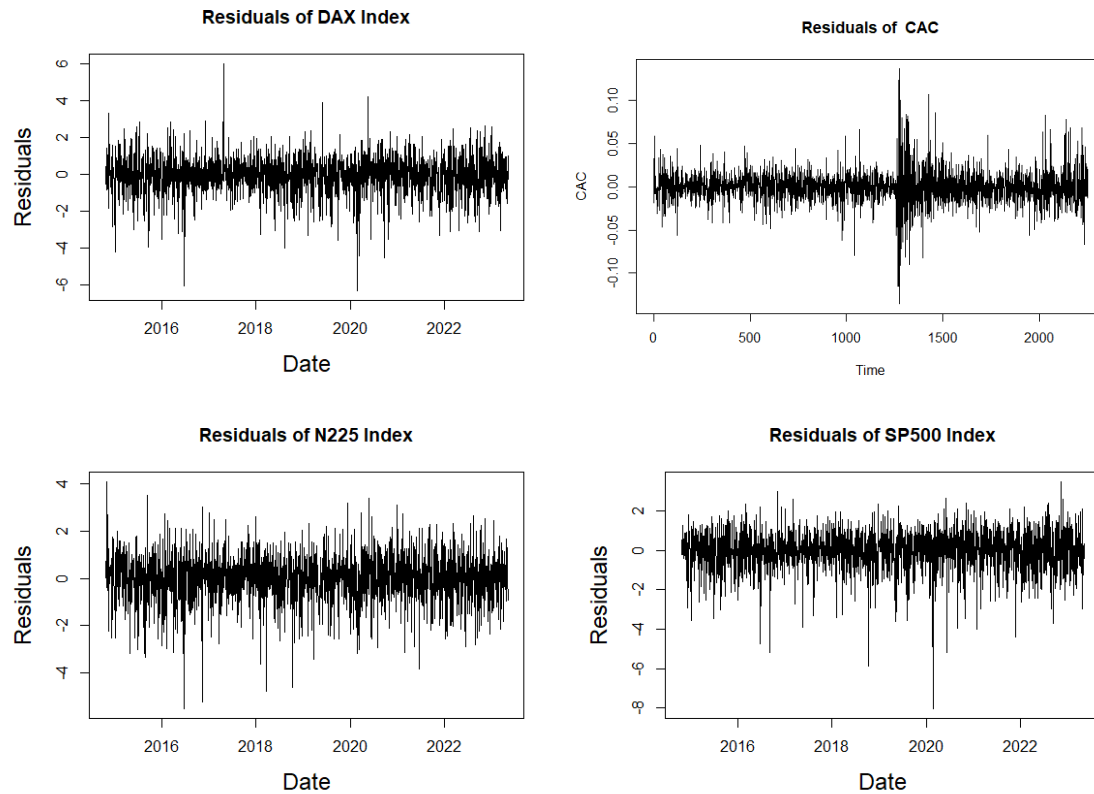 Residuals of DAX Index
Residuals
6
4
2
0
-2
-4
-6
2016 2018 2020 2022
Date
Residuals of CAC
CAC
0.10
0.05
0.00
-0.05
-0.10
0 500 1000 1500 2000
Time
Residuals of N225 Index
Residuals
4
2
0
-2
-4
2016 2018 2020 2022
Date
Residuals of SP500 Index
Residuals
2
0
-2
-4
-6
-8
2016 2018 2020 2022
Date